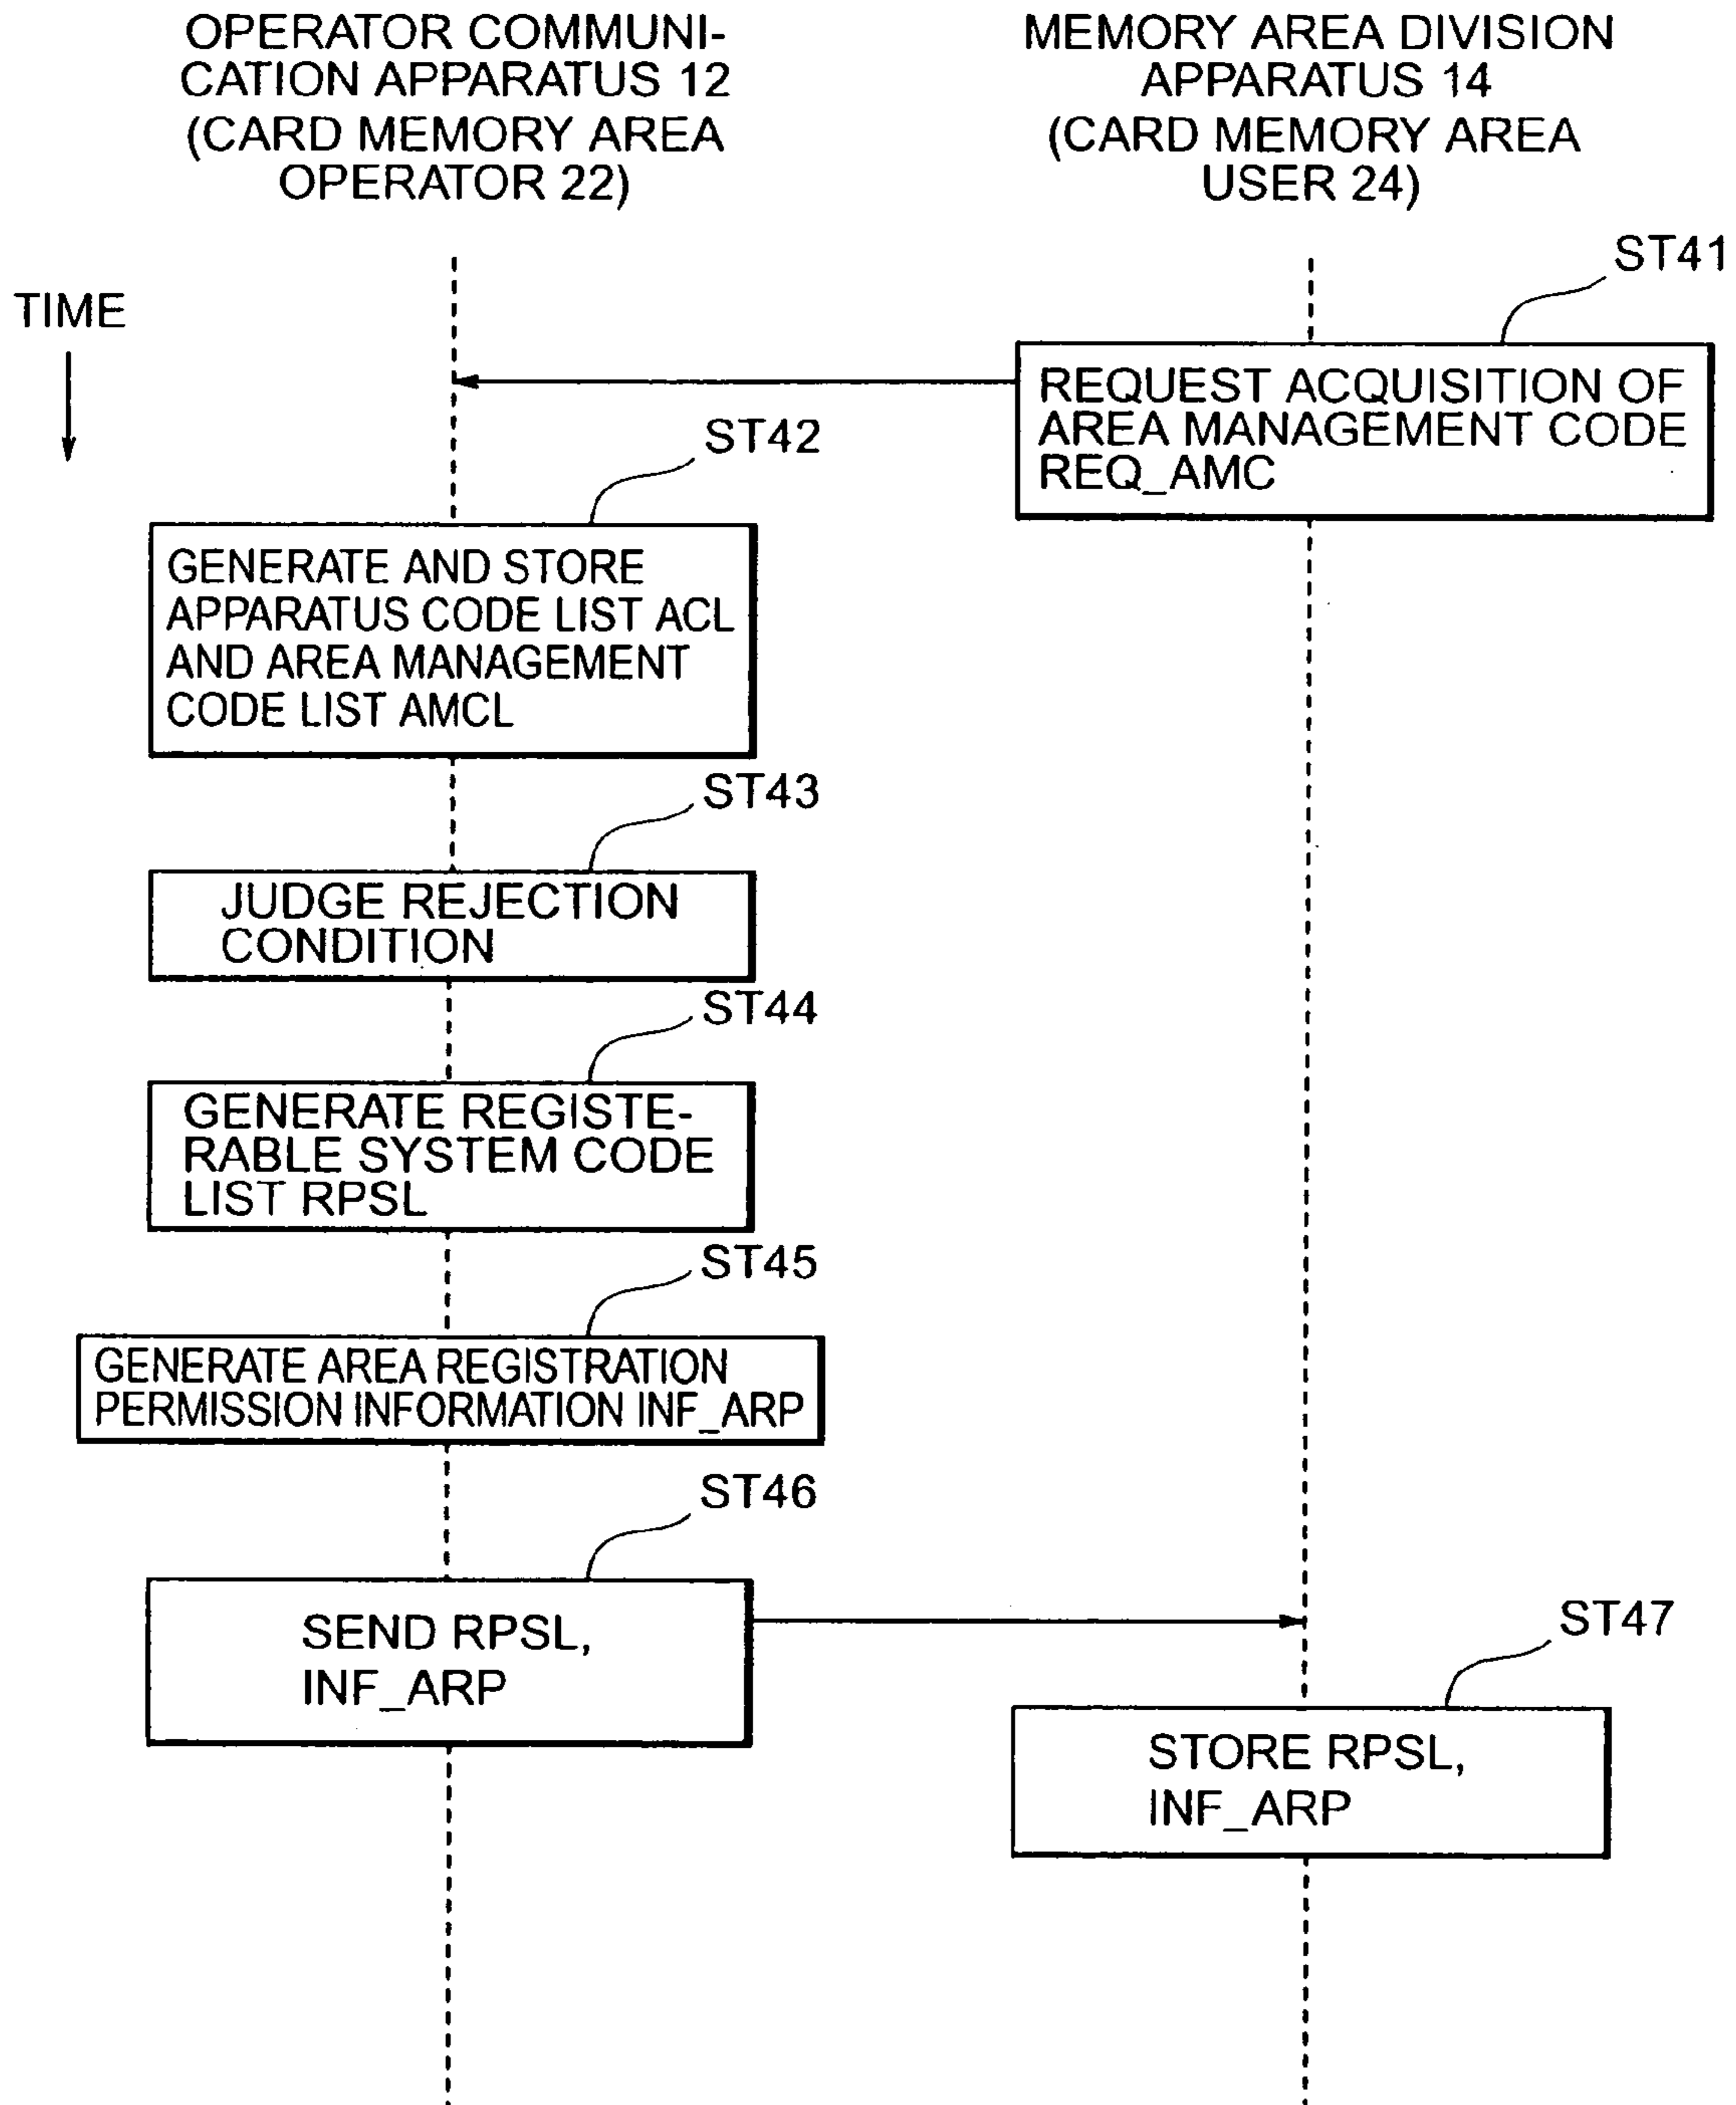 OPERATOR COMMUNI-
CATION APPARATUS 12
(CARD MEMORY AREA
OPERATOR 22)
MEMORY AREA DIVISION
APPARATUS 14
(CARD MEMORY AREA
USER 24)
TIME
ST41
REQUEST ACQUISITION OF
AREA MANAGEMENT CODE
REQ_AMC
ST42
GENERATE AND STORE
APPARATUS CODE LIST ACL
AND AREA MANAGEMENT
CODE LIST AMCL
ST43
JUDGE REJECTION
CONDITION
ST44
GENERATE REGISTE-
RABLE SYSTEM CODE
LIST RPSL
ST45
GENERATE AREA REGISTRATION
PERMISSION INFORMATION INF_ARP
ST46
SEND RPSL,
INF_ARP
ST47
STORE RPSL,
INF_ARP